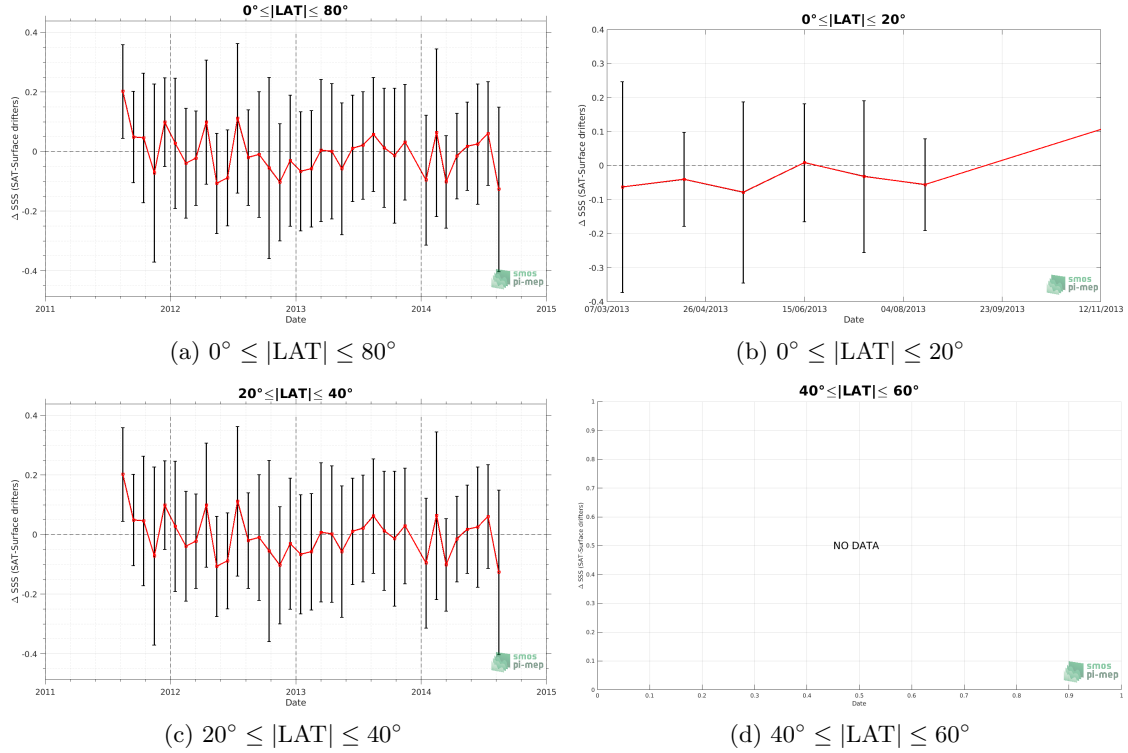 0°≤|LAT|≤ 80°
Δ SSS (SAT-Surface drifters)
0.4
0.2
0
-0.2
-0.4
2011
2012
2013
2014
2015
Date
smos
pi-mep
(a) 0° ≤ |LAT| ≤ 80°
0°≤|LAT|≤ 20°
Δ SSS (SAT-Surface drifters)
0.4
0.3
0.2
0.1
0
-0.1
-0.2
-0.3
-0.4
07/03/2013
26/04/2013
15/06/2013
04/08/2013
23/09/2013
12/11/2013
Date
smos
pi-mep
(b) 0° ≤ |LAT| ≤ 20°
20°≤|LAT|≤ 40°
Δ SSS (SAT-Surface drifters)
0.4
0.2
0
-0.2
-0.4
2011
2012
2013
2014
2015
Date
smos
pi-mep
(c) 20° ≤ |LAT| ≤ 40°
40°≤|LAT|≤ 60°
Δ SSS (SAT-Surface drifters)
1
0.9
0.8
0.7
0.6
0.5
0.4
0.3
0.2
0.1
0
NO DATA
0
0.1
0.2
0.3
0.4
0.5
0.6
0.7
0.8
0.9
1
Date
smos
pi-mep
(d) 40° ≤ |LAT| ≤ 60°